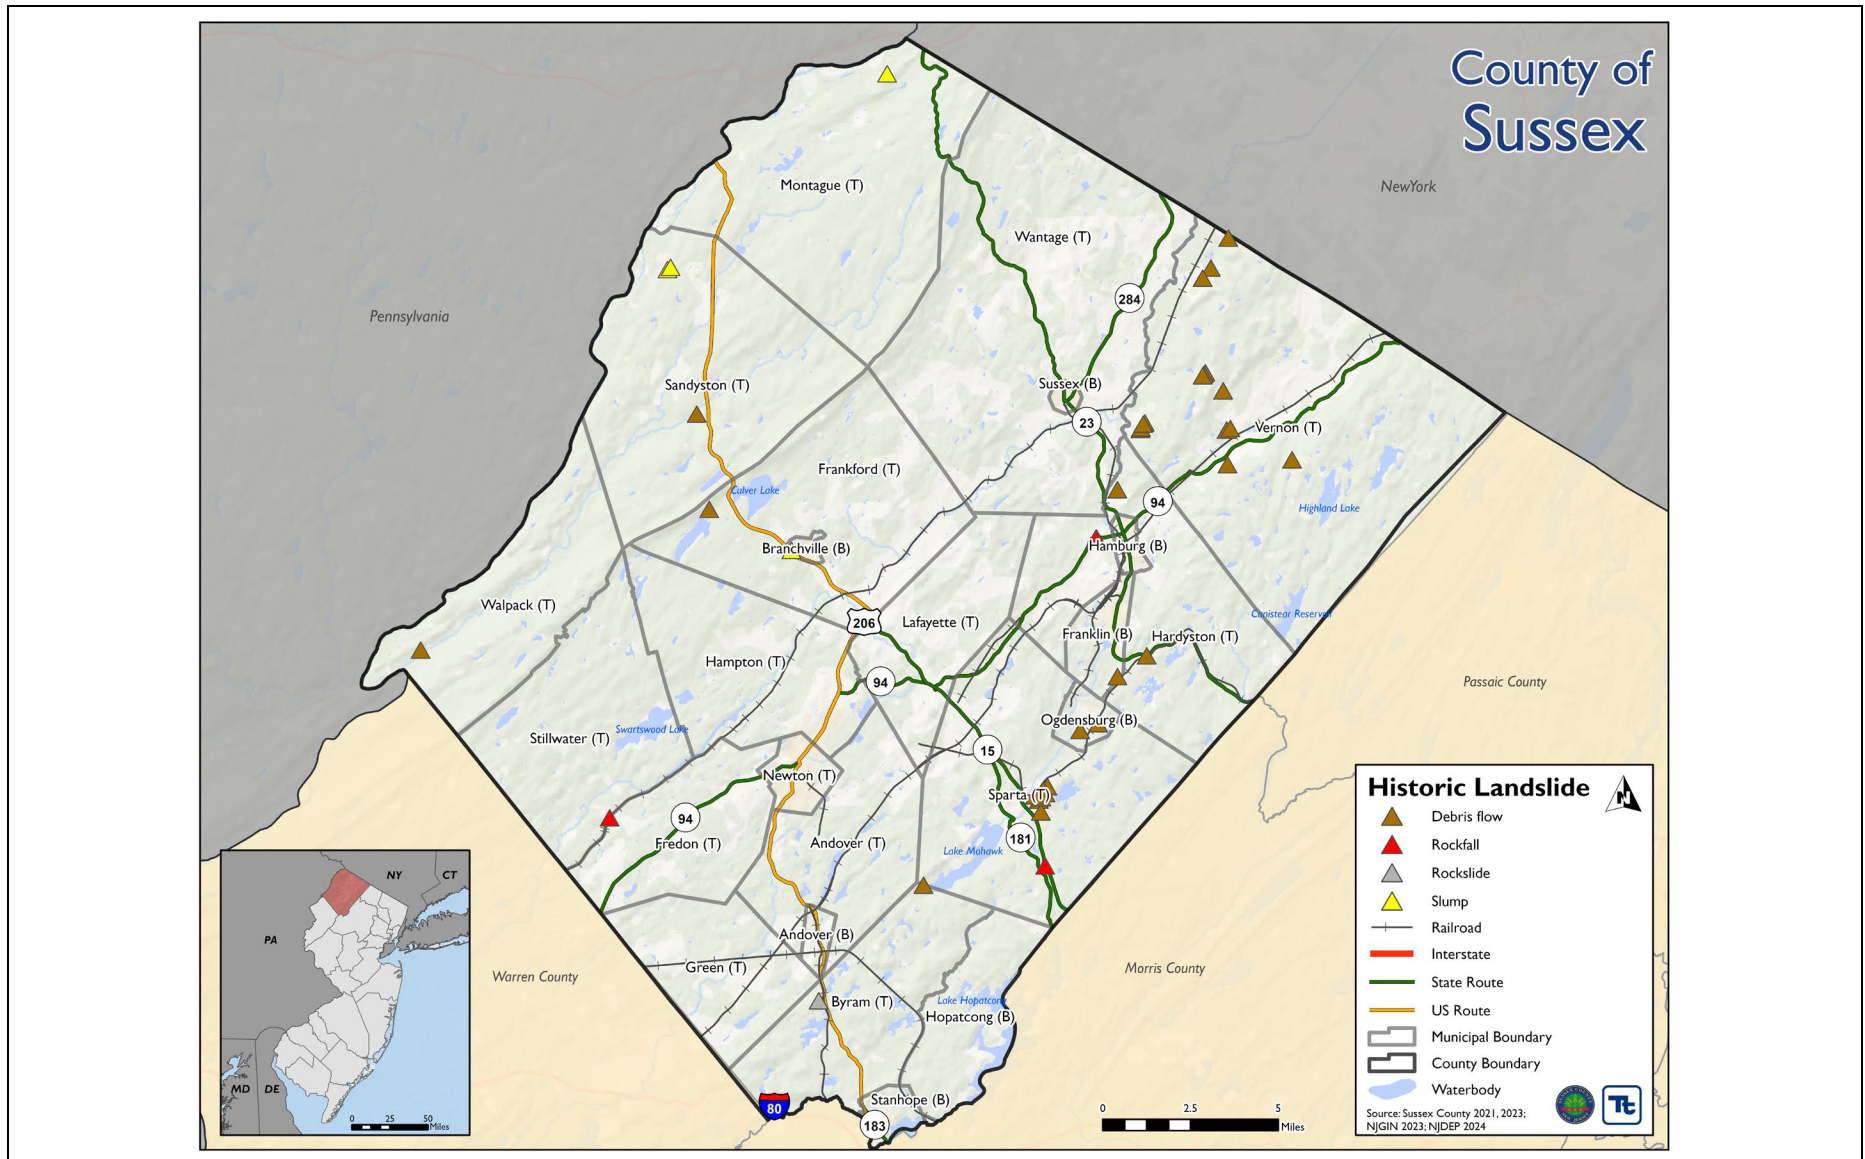 County of
Sussex
NewYork
Montague (T)
Wantage (T)
284
Pennsylvania
Sandyston (T)
Sussex (B)
23
Vernon (T)
Frankford (T)
Culver Lake
94
Highland Lake
Branchville (B)
Hamburg (B)
Walpack (T)
206
Lafayette (T)
Canistear Reservoir
Franklin (B)
Hardyston (T)
Hampton (T)
94
Passaic County
Ogdensburg (B)
Swartswood Lake
Stillwater (T)
15
Newton (T)
Sparta (T)
94
181
Fredon (T)
Andover (T)
Lake Mohawk
Andover (B)
Green (T)
Warren County
Morris County
Byram (T)
Lake Hopatcong
Hopatcong (B)
80
Stanhope (B)
183
0 2.5 5
Miles
NY
CT
PA
MD
DE
0 25 50
Miles
Historic Landslide
N
Debris flow
Rockfall
Rockslide
Slump
Railroad
Interstate
State Route
US Route
Municipal Boundary
County Boundary
Waterbody
Source: Sussex County 2021, 2023;
NJGIN 2023; NJDEP 2024
Tt